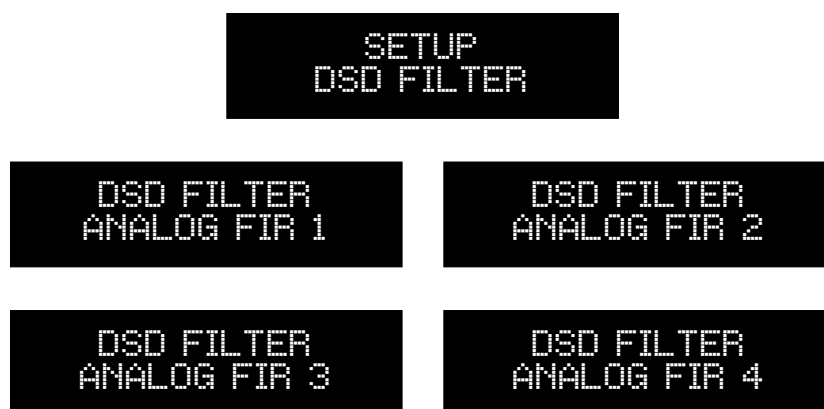 SETUP
DSD FILTER
DSD FILTER
ANALOG FIR 1
DSD FILTER
ANALOG FIR 2
DSD FILTER
ANALOG FIR 3
DSD FILTER
ANALOG FIR 4